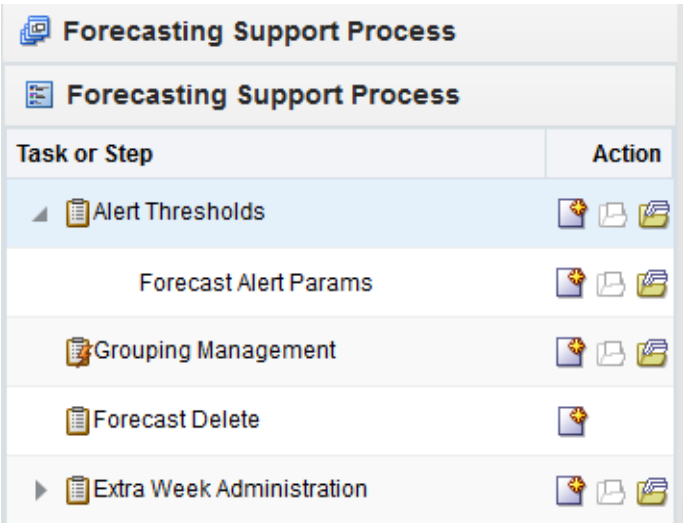 Forecasting Support Process
Forecasting Support Process
Task or Step Action
Alert Thresholds
Forecast Alert Params
Grouping Management
Forecast Delete
Extra Week Administration